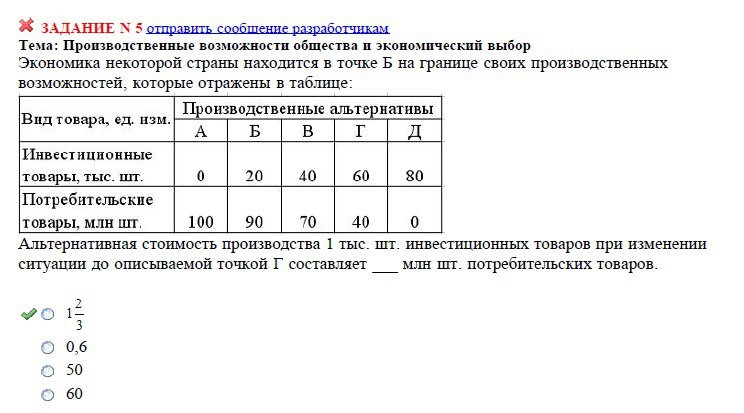 ЗАДАНИЕ N 5 отправить сообщение разработчикам
Тема: Производственные возможности общества и экономический выбор
Экономика некоторой страны находится в точке Б на границе своих производственных
возможностей, которые отражены в таблице:
Вид товара, ед. изм. Производственные альтернативы
А Б В Г Д
Инвестиционные
товары, тыс. шт. 0 20 40 60 80
Потребительские
товары, млн шт. 100 90 70 40 0
Альтернативная стоимость производства 1 тыс. шт. инвестиционных товаров при изменении
ситуации до описываемой точкой Г составляет ___ млн шт. потребительских товаров.
1 2/3
0,6
50
60